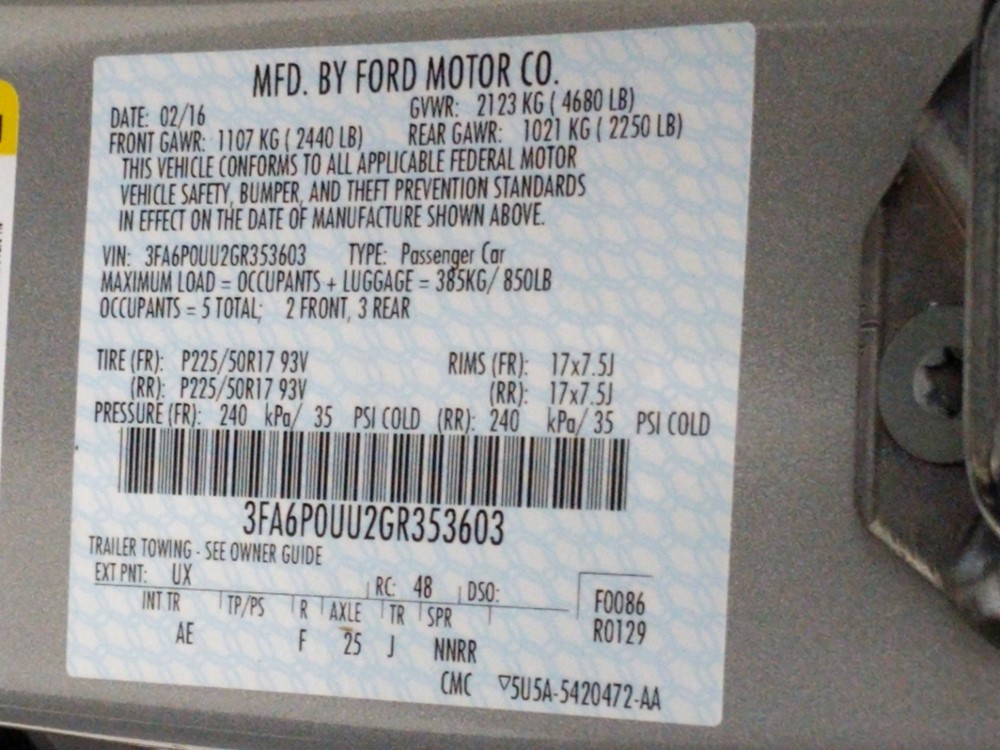 MFD. BY FORD MOTOR CO.
DATE: 02/16 GVWR: 2123 KG ( 4680 LB)
FRONT GAWR: 1107 KG ( 2440 LB) REAR GAWR: 1021 KG ( 2250 LB)
THIS VEHICLE CONFORMS TO ALL APPLICABLE FEDERAL MOTOR
VEHICLE SAFETY, BUMPER, AND THEFT PREVENTION STANDARDS
IN EFFECT ON THE DATE OF MANUFACTURE SHOWN ABOVE.
VIN: 3FA6P0UU2GR353603 TYPE: Passenger Car
MAXIMUM LOAD = OCCUPANTS + LUGGAGE = 385KG/ 850LB
OCCUPANTS = 5 TOTAL; 2 FRONT, 3 REAR
TIRE (FR): P225/50R17 93V RIMS (FR): 17x7.5J
(RR): P225/50R17 93V (RR): 17x7.5J
PRESSURE (FR): 240 kPa/ 35 PSI COLD (RR): 240 kPa/ 35 PSI COLD
3FA6P0UU2GR353603
TRAILER TOWING - SEE OWNER GUIDE
EXT PNT: UX RC: 48 DSO:
INT TR TP/PS R AXLE TR SPR F0086
AE F 25 J NNRR R0129
CMC ▽5U5A-5420472-AA